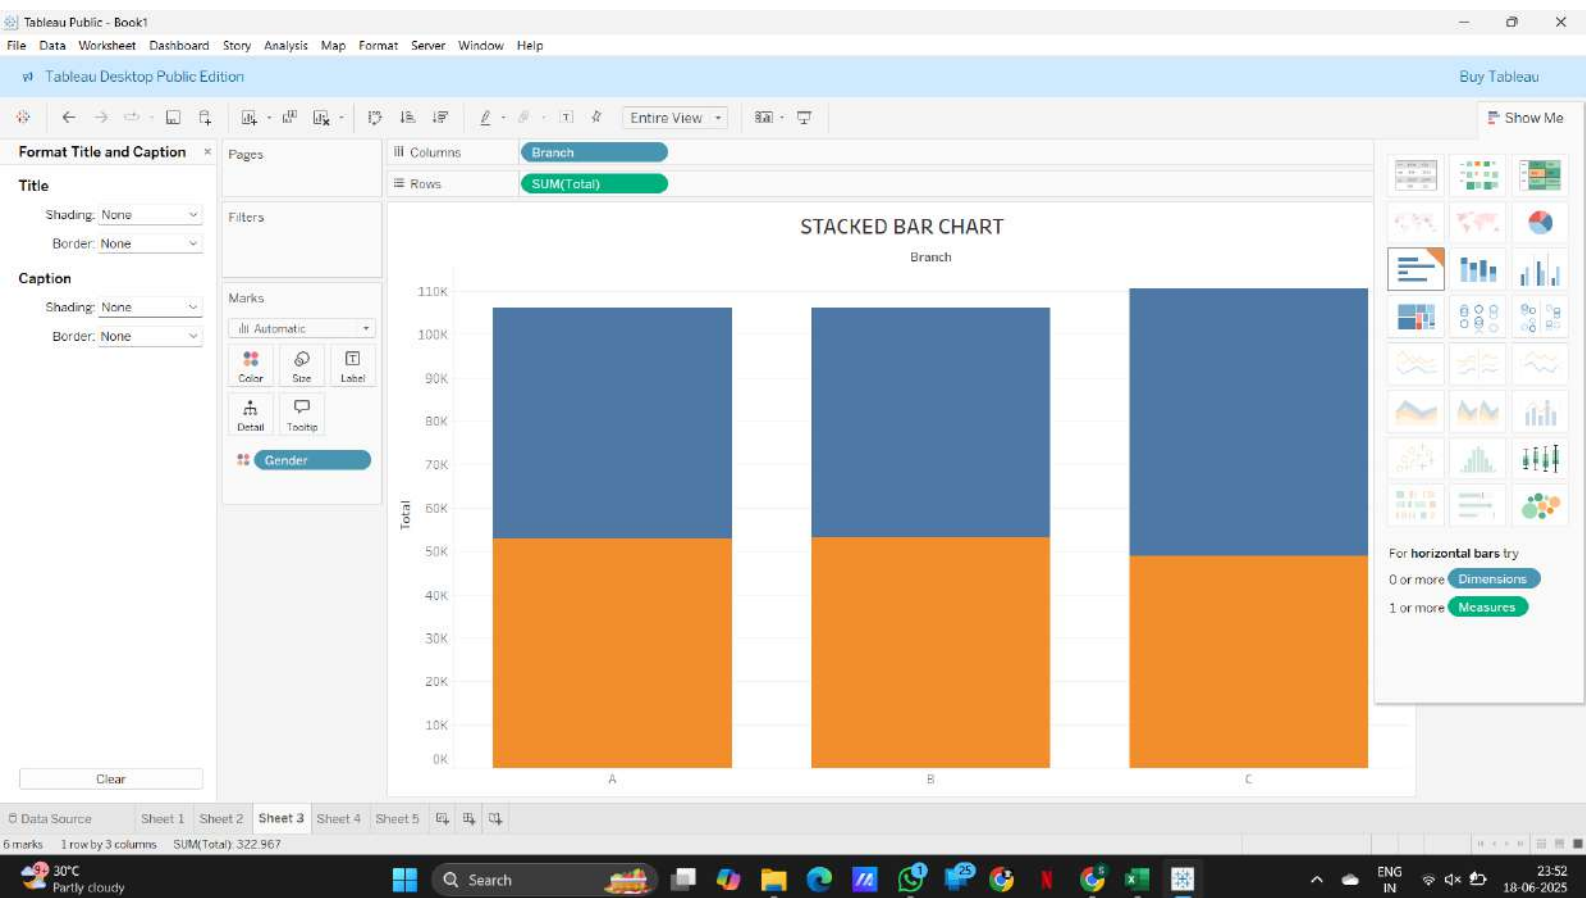 Tableau Public - Book1
File Data Worksheet Dashboard Story Analysis Map Format Server Window Help
Tableau Desktop Public Edition
Buy Tableau
Entire View
Show Me
Format Title and Caption
Title
Shading: None
Border: None
Caption
Shading: None
Border: None
Clear
Pages
Filters
Marks
Automatic
Color Size Label
Detail Tooltip
Gender
Columns Branch
Rows SUM(Total)
STACKED BAR CHART
Branch
Total
110K
100K
90K
80K
70K
60K
50K
40K
30K
20K
10K
0K
A B C
For horizontal bars try
0 or more Dimensions
1 or more Measures
Data Source Sheet 1 Sheet 2 Sheet 3 Sheet 4 Sheet 5
6 marks 1 row by 3 columns SUM(Total): 322.967
30°C
Partly cloudy
Search
1
25
ENG
IN
23:52
18-06-2025